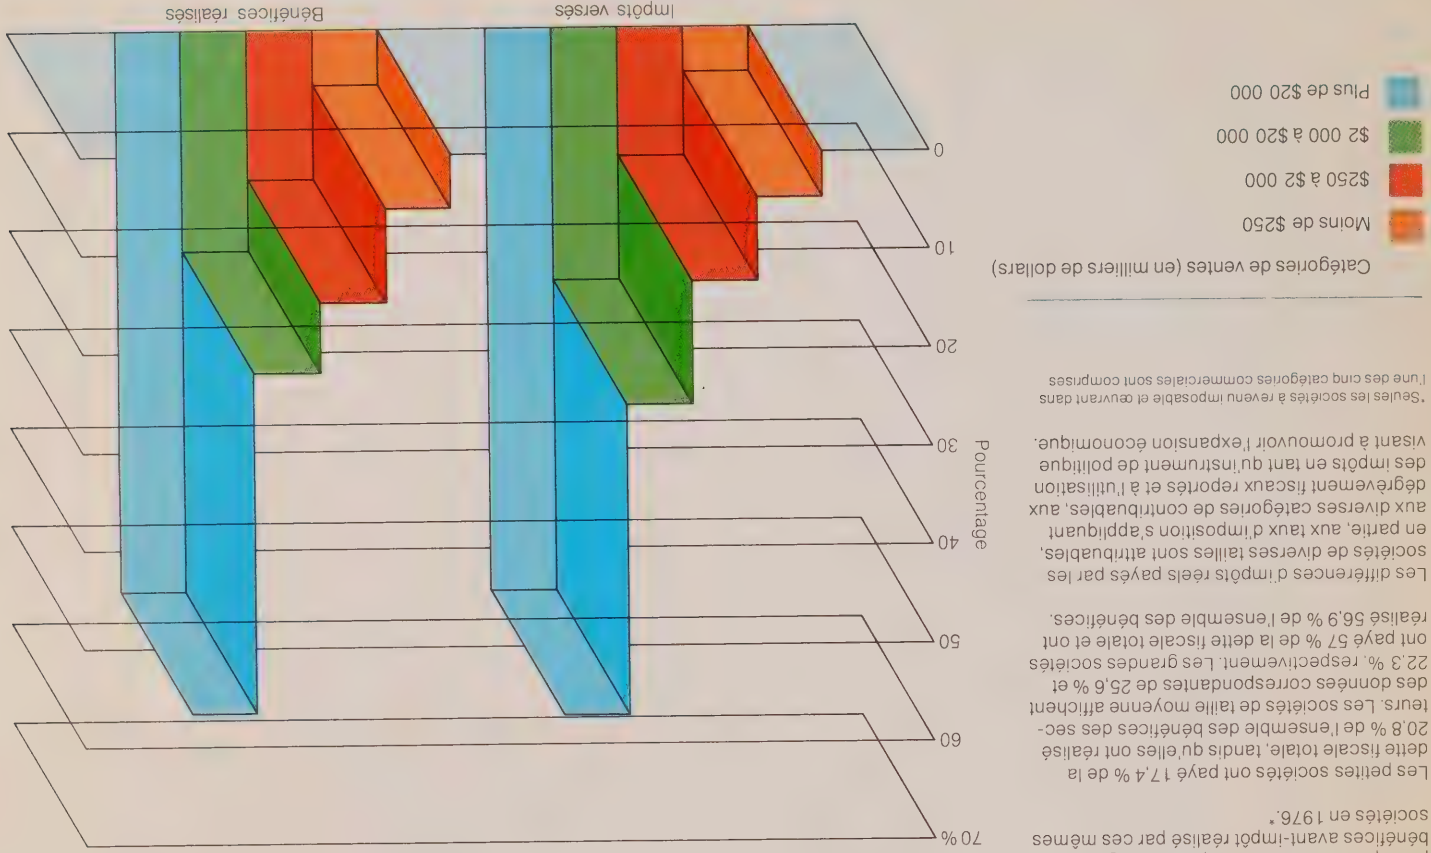 bénéfices avant-impôt réalisé par ces mêmes
sociétés en 1976.*
Les petites sociétés ont payé 17,4 % de la
dette fiscale totale, tandis qu'elles ont réalisé
20,8 % de l'ensemble des bénéfices des sec-
teurs. Les sociétés de taille moyenne affichent
des données correspondantes de 25,6 % et
22,3 %, respectivement. Les grandes sociétés
ont payé 57 % de la dette fiscale totale et ont
réalisé 56,9 % de l'ensemble des bénéfices.
Les différences d'impôts réels payés par les
sociétés de diverses tailles sont attribuables,
en partie, aux taux d'imposition s'appliquant
aux diverses catégories de contribuables, aux
dégrèvement fiscaux reportés et à l'utilisation
des impôts en tant qu'instrument de politique
visant à promouvoir l'expansion économique.
*Seules les sociétés à revenu imposable et œuvrant dans
l'une des cinq catégories commerciales sont comprises
Catégories de ventes (en milliers de dollars)
Moins de $250
$250 à $2 000
$2 000 à $20 000
Plus de $20 000
70 %
60
50
40
Pourcentage
30
20
10
0
Impôts versés
Bénéfices réalisés